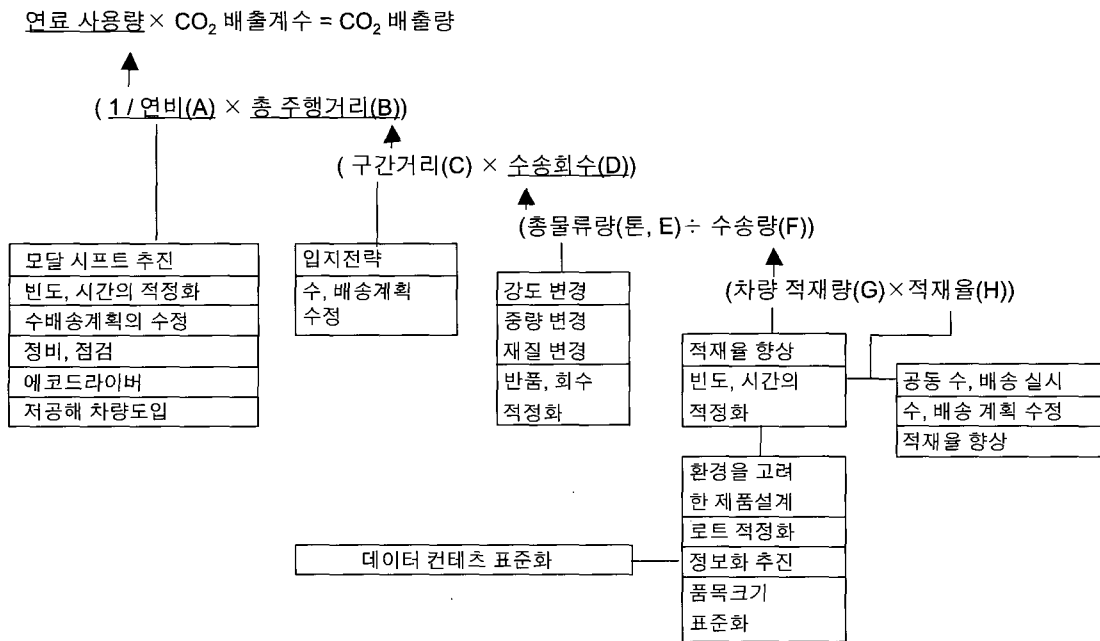 연료 사용량 × CO₂ 배출계수 = CO₂ 배출량
( 1 / 연비(A) × 총 주행거리(B))
( 구간거리(C) × 수송회수(D))
(총물류량(톤, E) ÷ 수송량(F))
(차량 적재량(G)×적재율(H))
모달 시프트 추진
빈도, 시간의 적정화
수배송계획의 수정
정비, 점검
에코드라이버
저공해 차량도입
입지전략
수, 배송계획
수정
강도 변경
중량 변경
재질 변경
반품, 회수
적정화
적재율 향상
빈도, 시간의
적정화
공동 수, 배송 실시
수, 배송 계획 수정
적재율 향상
환경을 고려
한 제품설계
로트 적정화
정보화 추진
품목크기
표준화
데이터 컨테츠 표준화